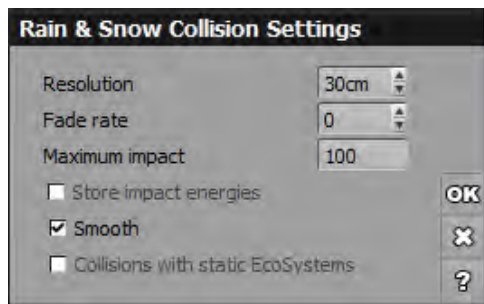 Rain & Snow Collision Settings
Resolution 30cm
Fade rate 0
Maximum impact 100
Store impact energies
Smooth
Collisions with static EcoSystems
OK
?